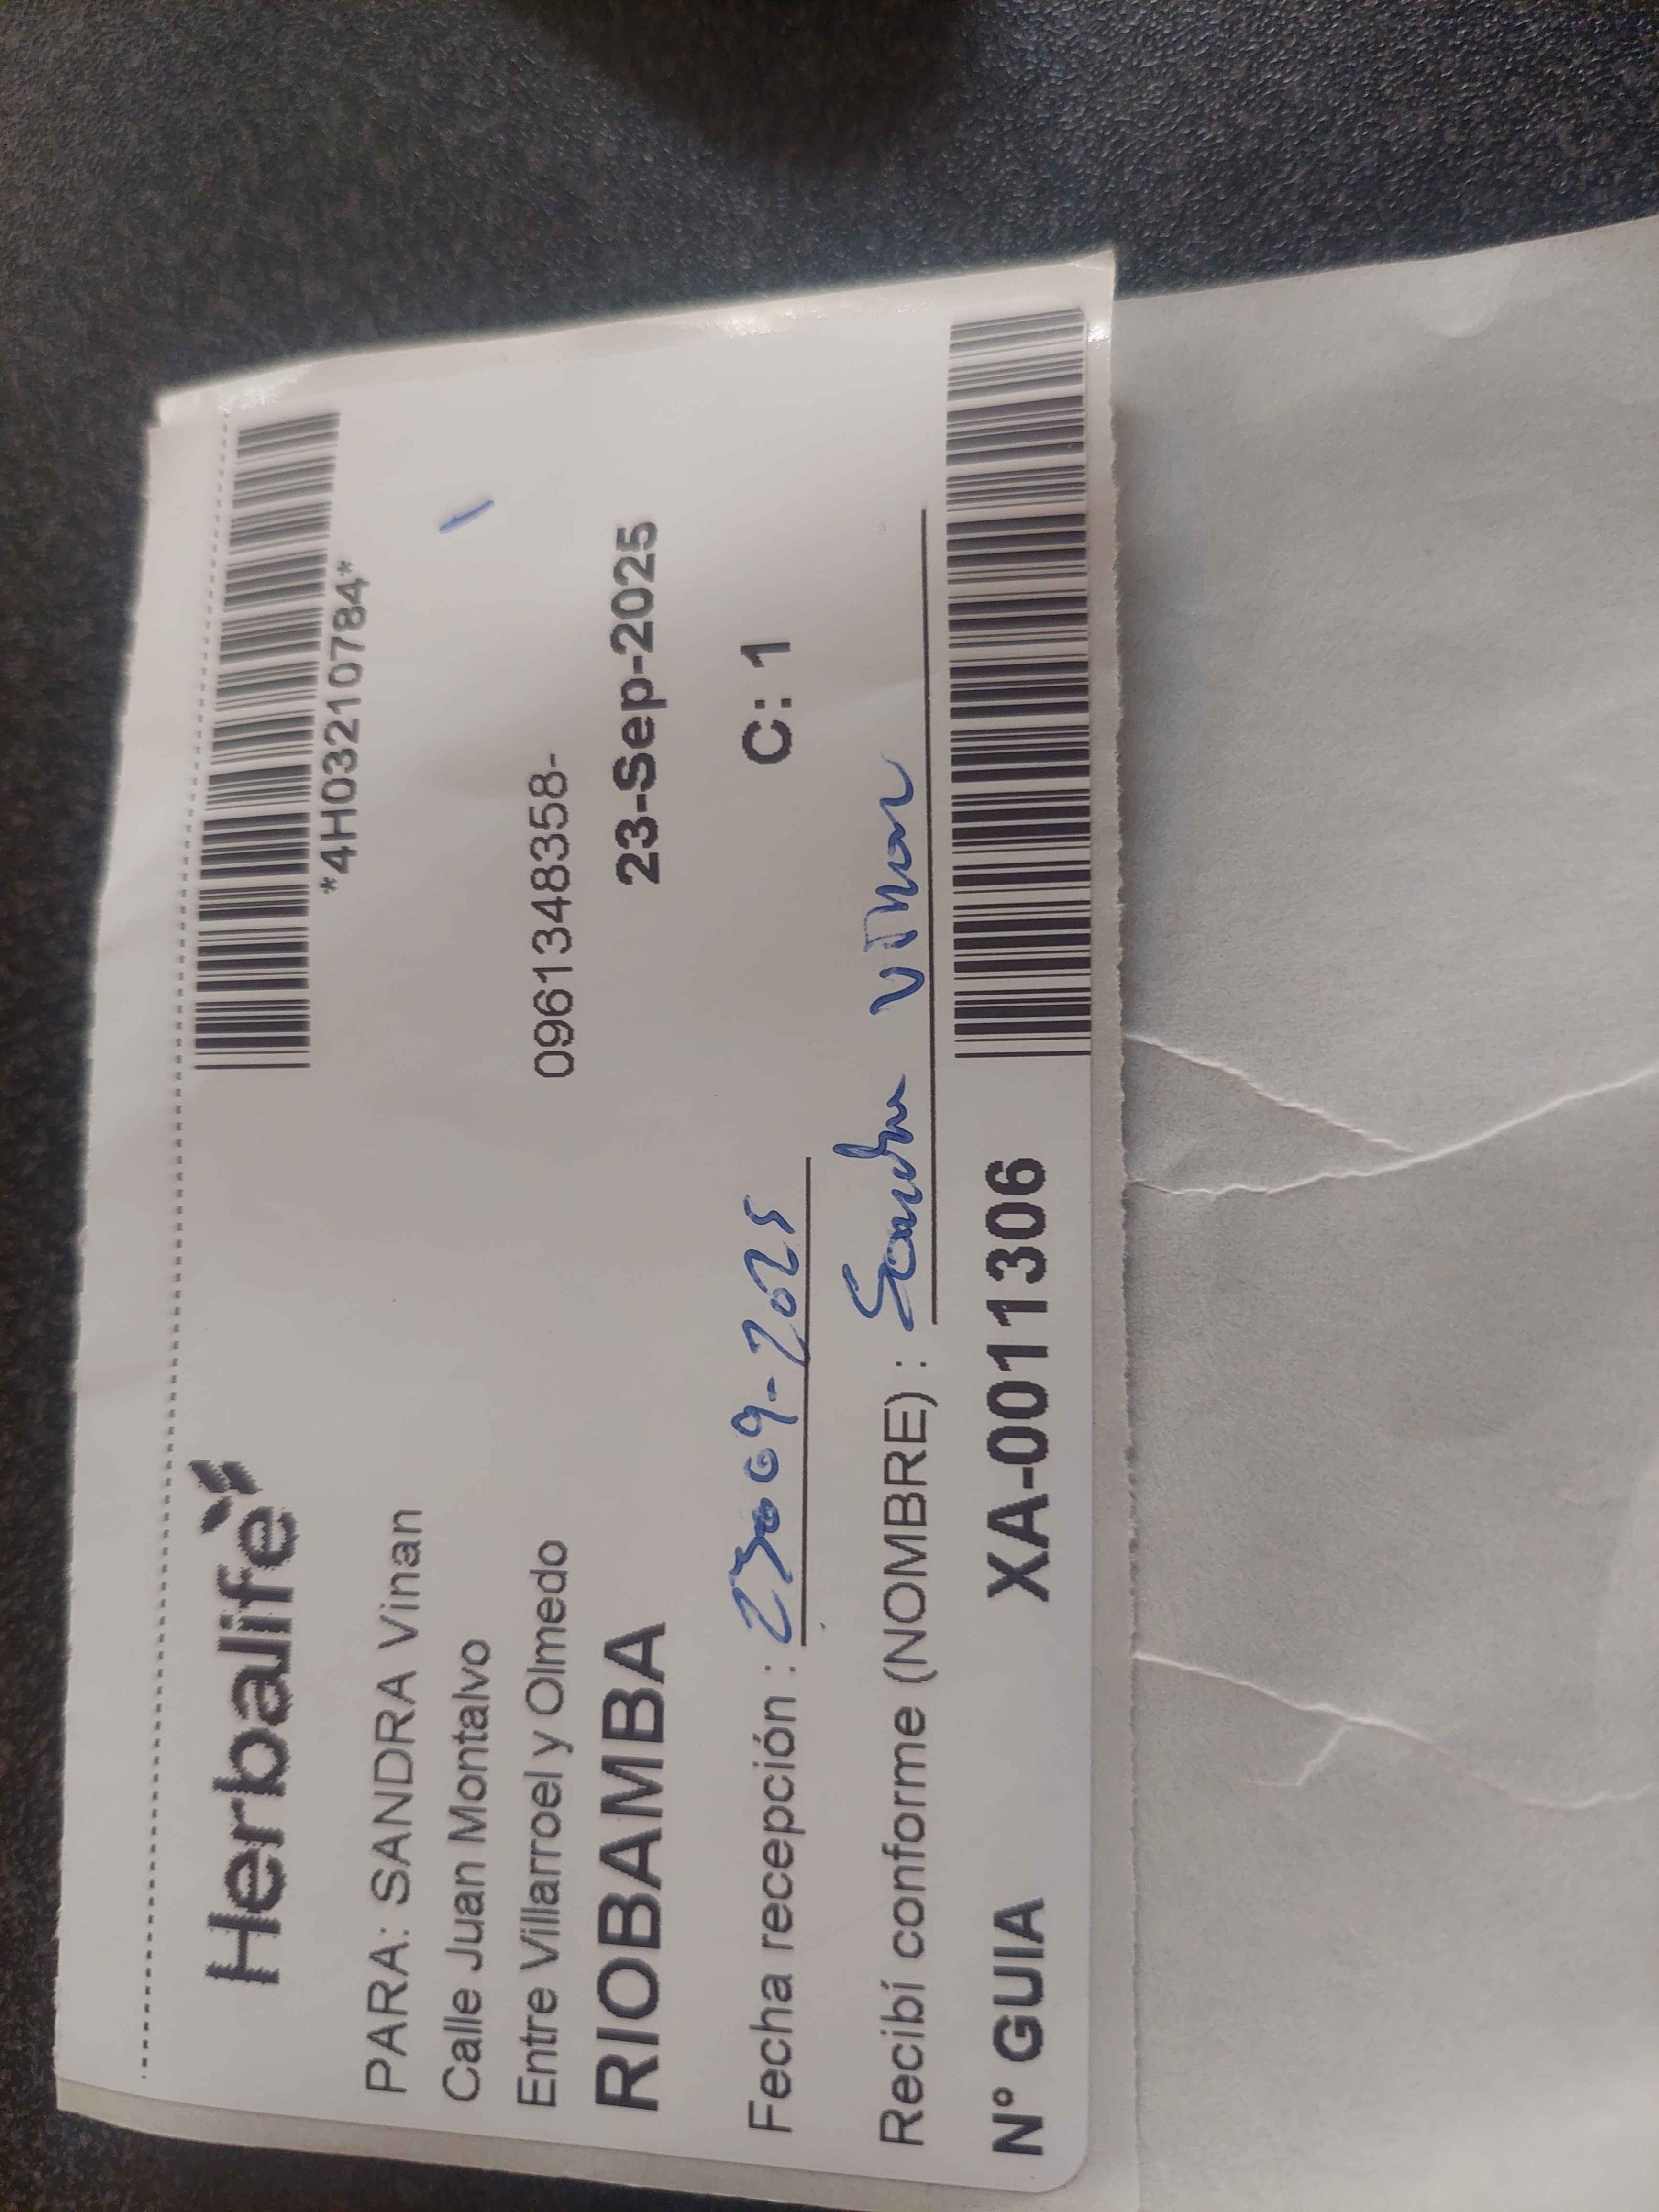 Herbalife
*4H03210784*
PARA: SANDRA Vinan
Calle Juan Montalvo
Entre Villarroel y Olmedo 0961348358-
RIOBAMBA 23-Sep-2025
Fecha recepción : 23-09-2025 C: 1
Recibí conforme (NOMBRE) : Sandra Viñan
N° GUIA XA-0011306